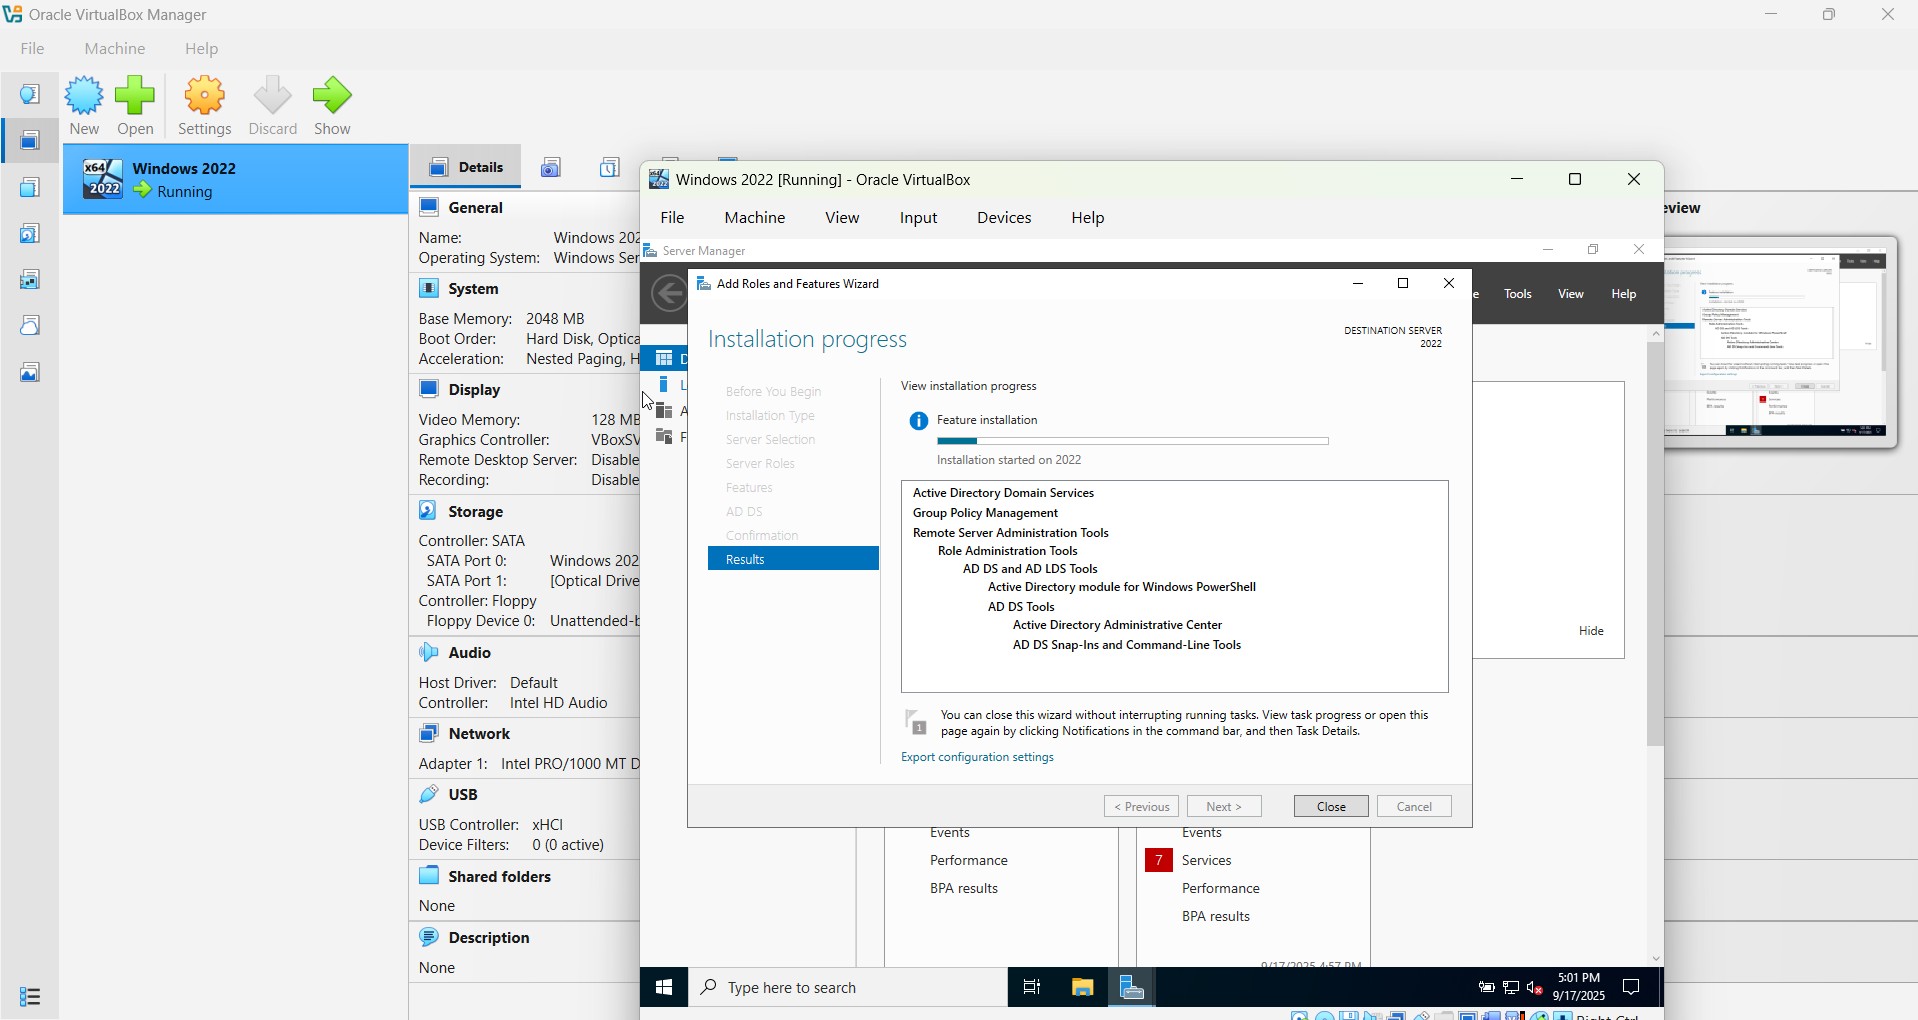 Oracle VirtualBox Manager
File Machine Help
New Open Settings Discard Show
Windows 2022
Running
Details
General
Name: Windows 202
Operating System: Windows Ser
System
Base Memory: 2048 MB
Boot Order: Hard Disk, Optica
Acceleration: Nested Paging, H
Display
Video Memory: 128 MB
Graphics Controller: VBoxSV
Remote Desktop Server: Disable
Recording: Disable
Storage
Controller: SATA
SATA Port 0: Windows 202
SATA Port 1: [Optical Drive
Controller: Floppy
Floppy Device 0: Unattended-b
Audio
Host Driver: Default
Controller: Intel HD Audio
Network
Adapter 1: Intel PRO/1000 MT D
USB
USB Controller: xHCI
Device Filters: 0 (0 active)
Shared folders
None
Description
None
Windows 2022 [Running] - Oracle VirtualBox
File Machine View Input Devices Help
Server Manager
Tools View Help
Add Roles and Features Wizard
Installation progress
DESTINATION SERVER
2022
Before You Begin
Installation Type
Server Selection
Server Roles
Features
AD DS
Confirmation
Results
View installation progress
Feature installation
Installation started on 2022
Active Directory Domain Services
Group Policy Management
Remote Server Administration Tools
Role Administration Tools
AD DS and AD LDS Tools
Active Directory module for Windows PowerShell
AD DS Tools
Active Directory Administrative Center
AD DS Snap-Ins and Command-Line Tools
1
You can close this wizard without interrupting running tasks. View task progress or open this
page again by clicking Notifications in the command bar, and then Task Details.
Export configuration settings
< Previous Next > Close Cancel
Hide
Events
Performance
BPA results
Events
7 Services
Performance
BPA results
9/17/2025 4:57 PM
Type here to search
5:01 PM
9/17/2025
Right Ctrl